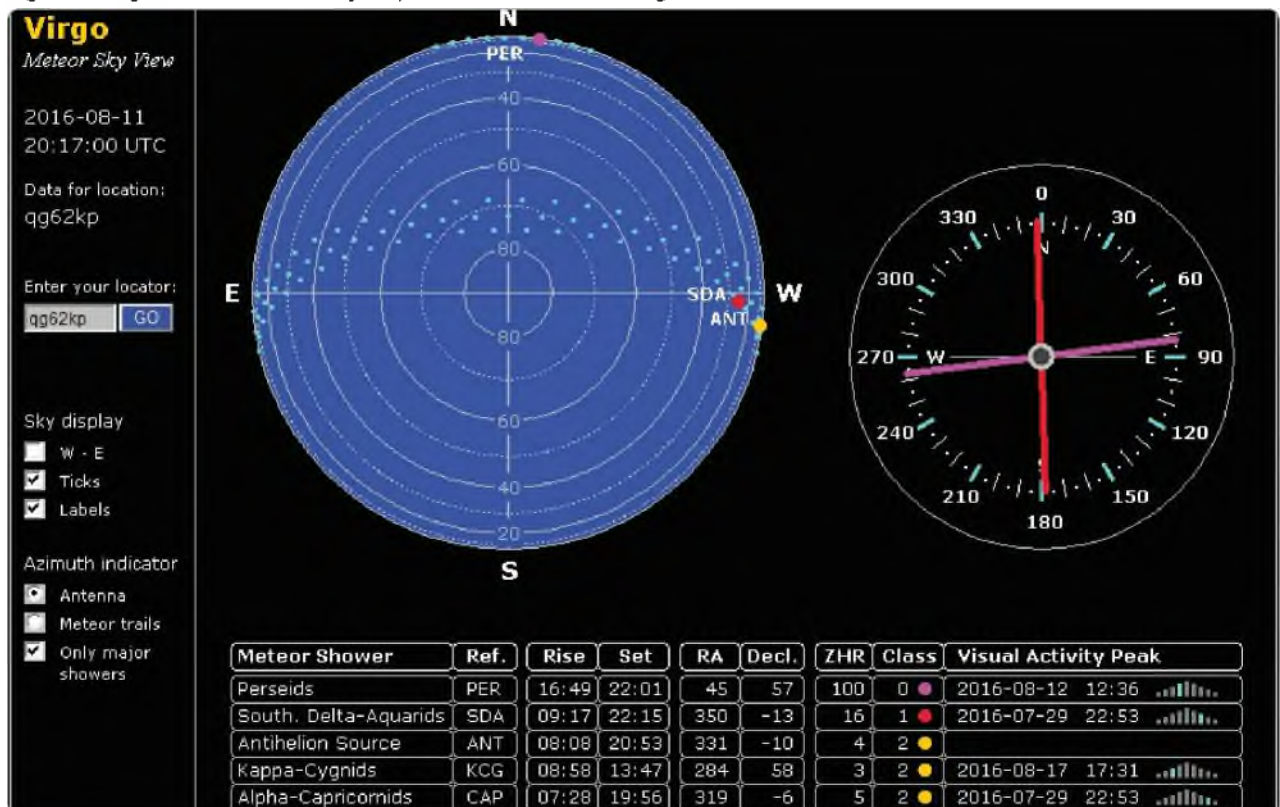 Virgo
Meteor Sky View
2016-08-11
20:17:00 UTC
Data for location:
qg62kp
Enter your locator:
qg62kp GO
Sky display
W - E
Ticks
Labels
Azimuth indicator
Antenna
Meteor trails
Only major
showers
N
PER
40
60
80
E
SDA
W
ANT
80
60
40
20
S
0
330
30
N
300
60
270
W
E
90
240
120
210
150
180
Meteor Shower Ref. Rise Set RA Decl. ZHR Class Visual Activity Peak
Perseids PER 16:49 22:01 45 57 100 0 2016-08-12 12:36
South. Delta-Aquarids SDA 09:17 22:15 350 -13 16 1 2016-07-29 22:53
Antihelion Source ANT 08:08 20:53 331 -10 4 2
Kappa-Cygnids KCG 08:58 13:47 284 58 3 2 2016-08-17 17:31
Alpha-Capricornids CAP 07:28 19:56 319 -6 5 2 2016-07-29 22:53